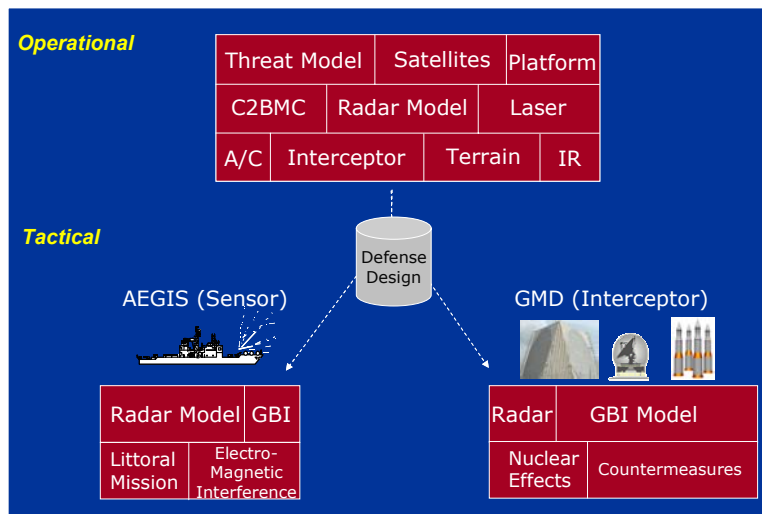 Operational
Threat Model
Satellites
Platform
C2BMC
Radar Model
Laser
A/C
Interceptor
Terrain
IR
Tactical
Defense
Design
AEGIS (Sensor)
GMD (Interceptor)
Radar Model
GBI
Littoral
Mission
Electro-
Magnetic
Interference
Radar
GBI Model
Nuclear
Effects
Countermeasures